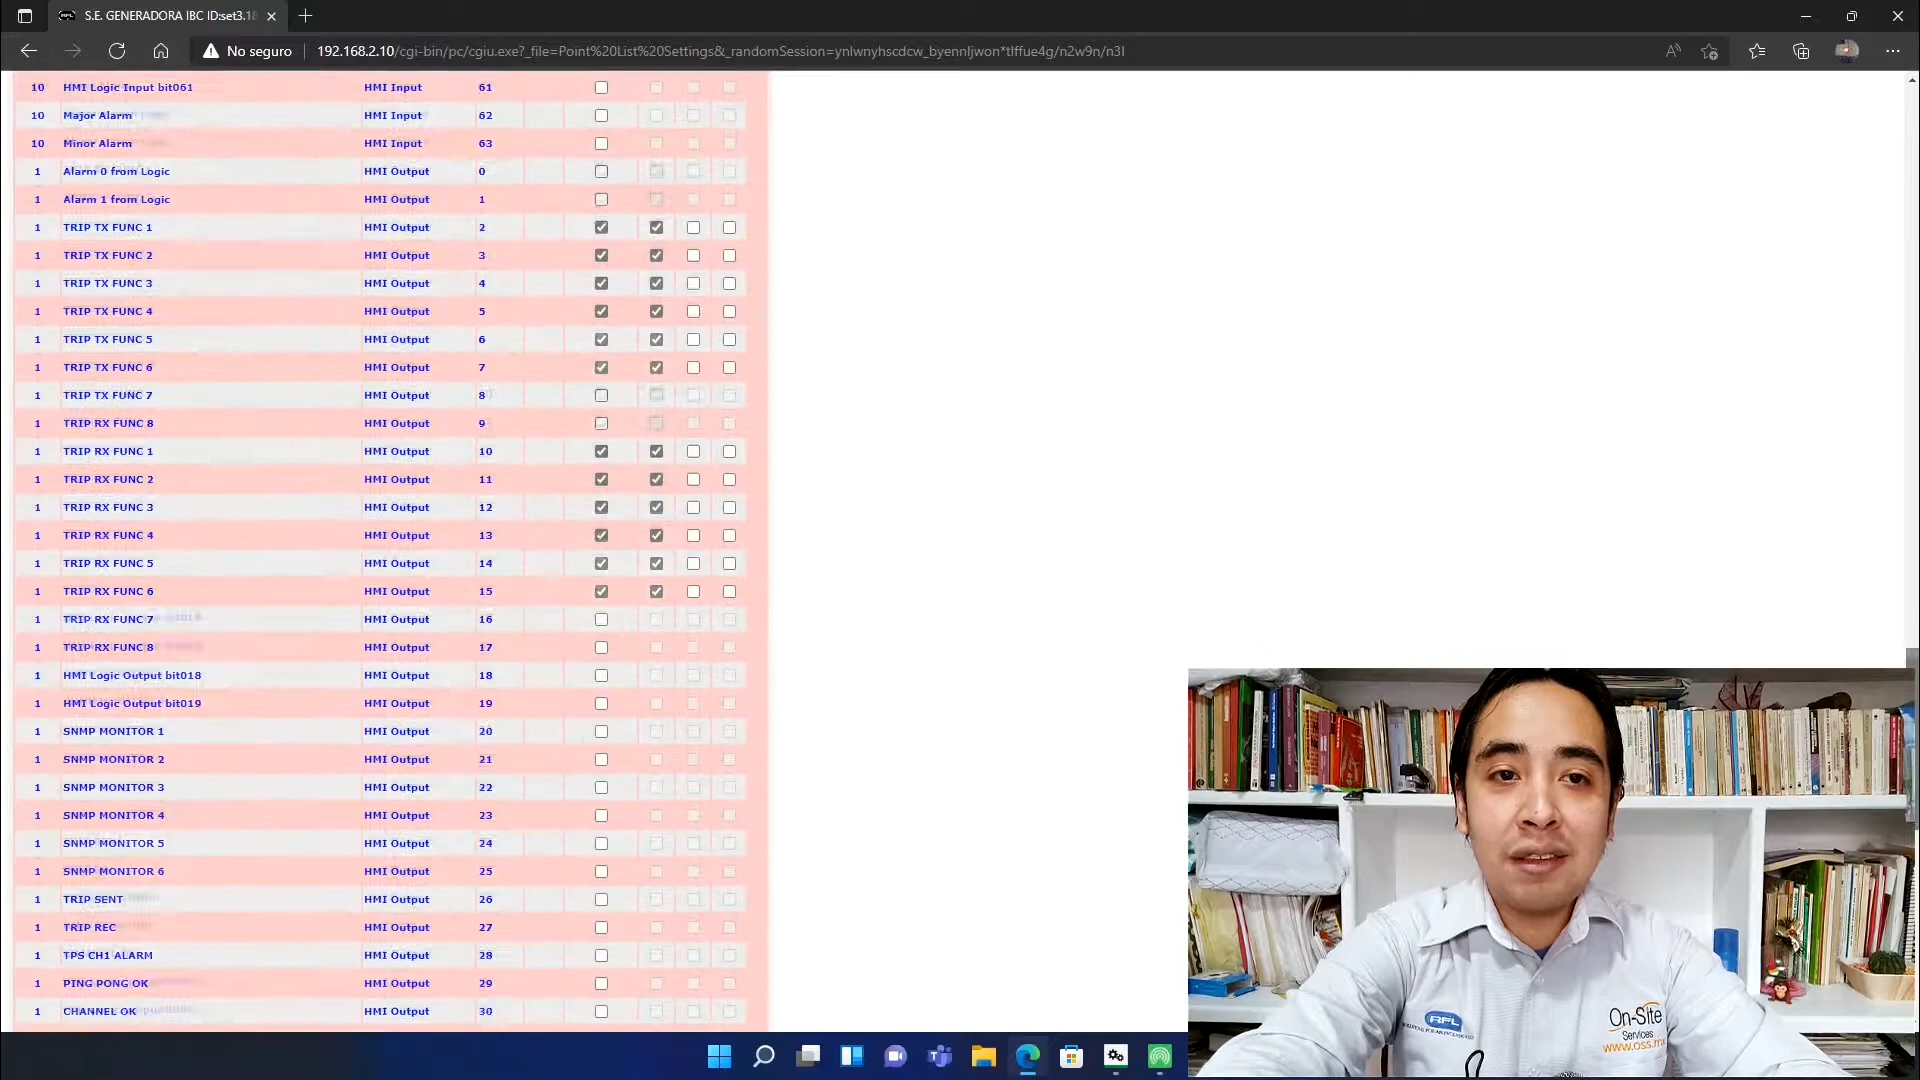 S.E. GENERADORA IBC ID:set3.18
No seguro
192.168.2.10/cgi-bin/pc/cgiu.exe?_file=Point%20List%20Settings&_randomSession=ynlwnyhscdcw_byennljwon*tlffue4g/n2w9n/n3l
10 HMI Logic Input bit061 HMI Input 61
10 Major Alarm HMI Input 62
10 Minor Alarm HMI Input 63
1 Alarm 0 from Logic HMI Output 0
1 Alarm 1 from Logic HMI Output 1
1 TRIP TX FUNC 1 HMI Output 2
1 TRIP TX FUNC 2 HMI Output 3
1 TRIP TX FUNC 3 HMI Output 4
1 TRIP TX FUNC 4 HMI Output 5
1 TRIP TX FUNC 5 HMI Output 6
1 TRIP TX FUNC 6 HMI Output 7
1 TRIP TX FUNC 7 HMI Output 8
1 TRIP RX FUNC 8 HMI Output 9
1 TRIP RX FUNC 1 HMI Output 10
1 TRIP RX FUNC 2 HMI Output 11
1 TRIP RX FUNC 3 HMI Output 12
1 TRIP RX FUNC 4 HMI Output 13
1 TRIP RX FUNC 5 HMI Output 14
1 TRIP RX FUNC 6 HMI Output 15
1 TRIP RX FUNC 7 HMI Output 16
1 TRIP RX FUNC 8 HMI Output 17
1 HMI Logic Output bit018 HMI Output 18
1 HMI Logic Output bit019 HMI Output 19
1 SNMP MONITOR 1 HMI Output 20
1 SNMP MONITOR 2 HMI Output 21
1 SNMP MONITOR 3 HMI Output 22
1 SNMP MONITOR 4 HMI Output 23
1 SNMP MONITOR 5 HMI Output 24
1 SNMP MONITOR 6 HMI Output 25
1 TRIP SENT HMI Output 26
1 TRIP REC HMI Output 27
1 TPS CH1 ALARM HMI Output 28
1 PING PONG OK HMI Output 29
1 CHANNEL OK HMI Output 30
RFL
On-Site
Services
www.oss.mx